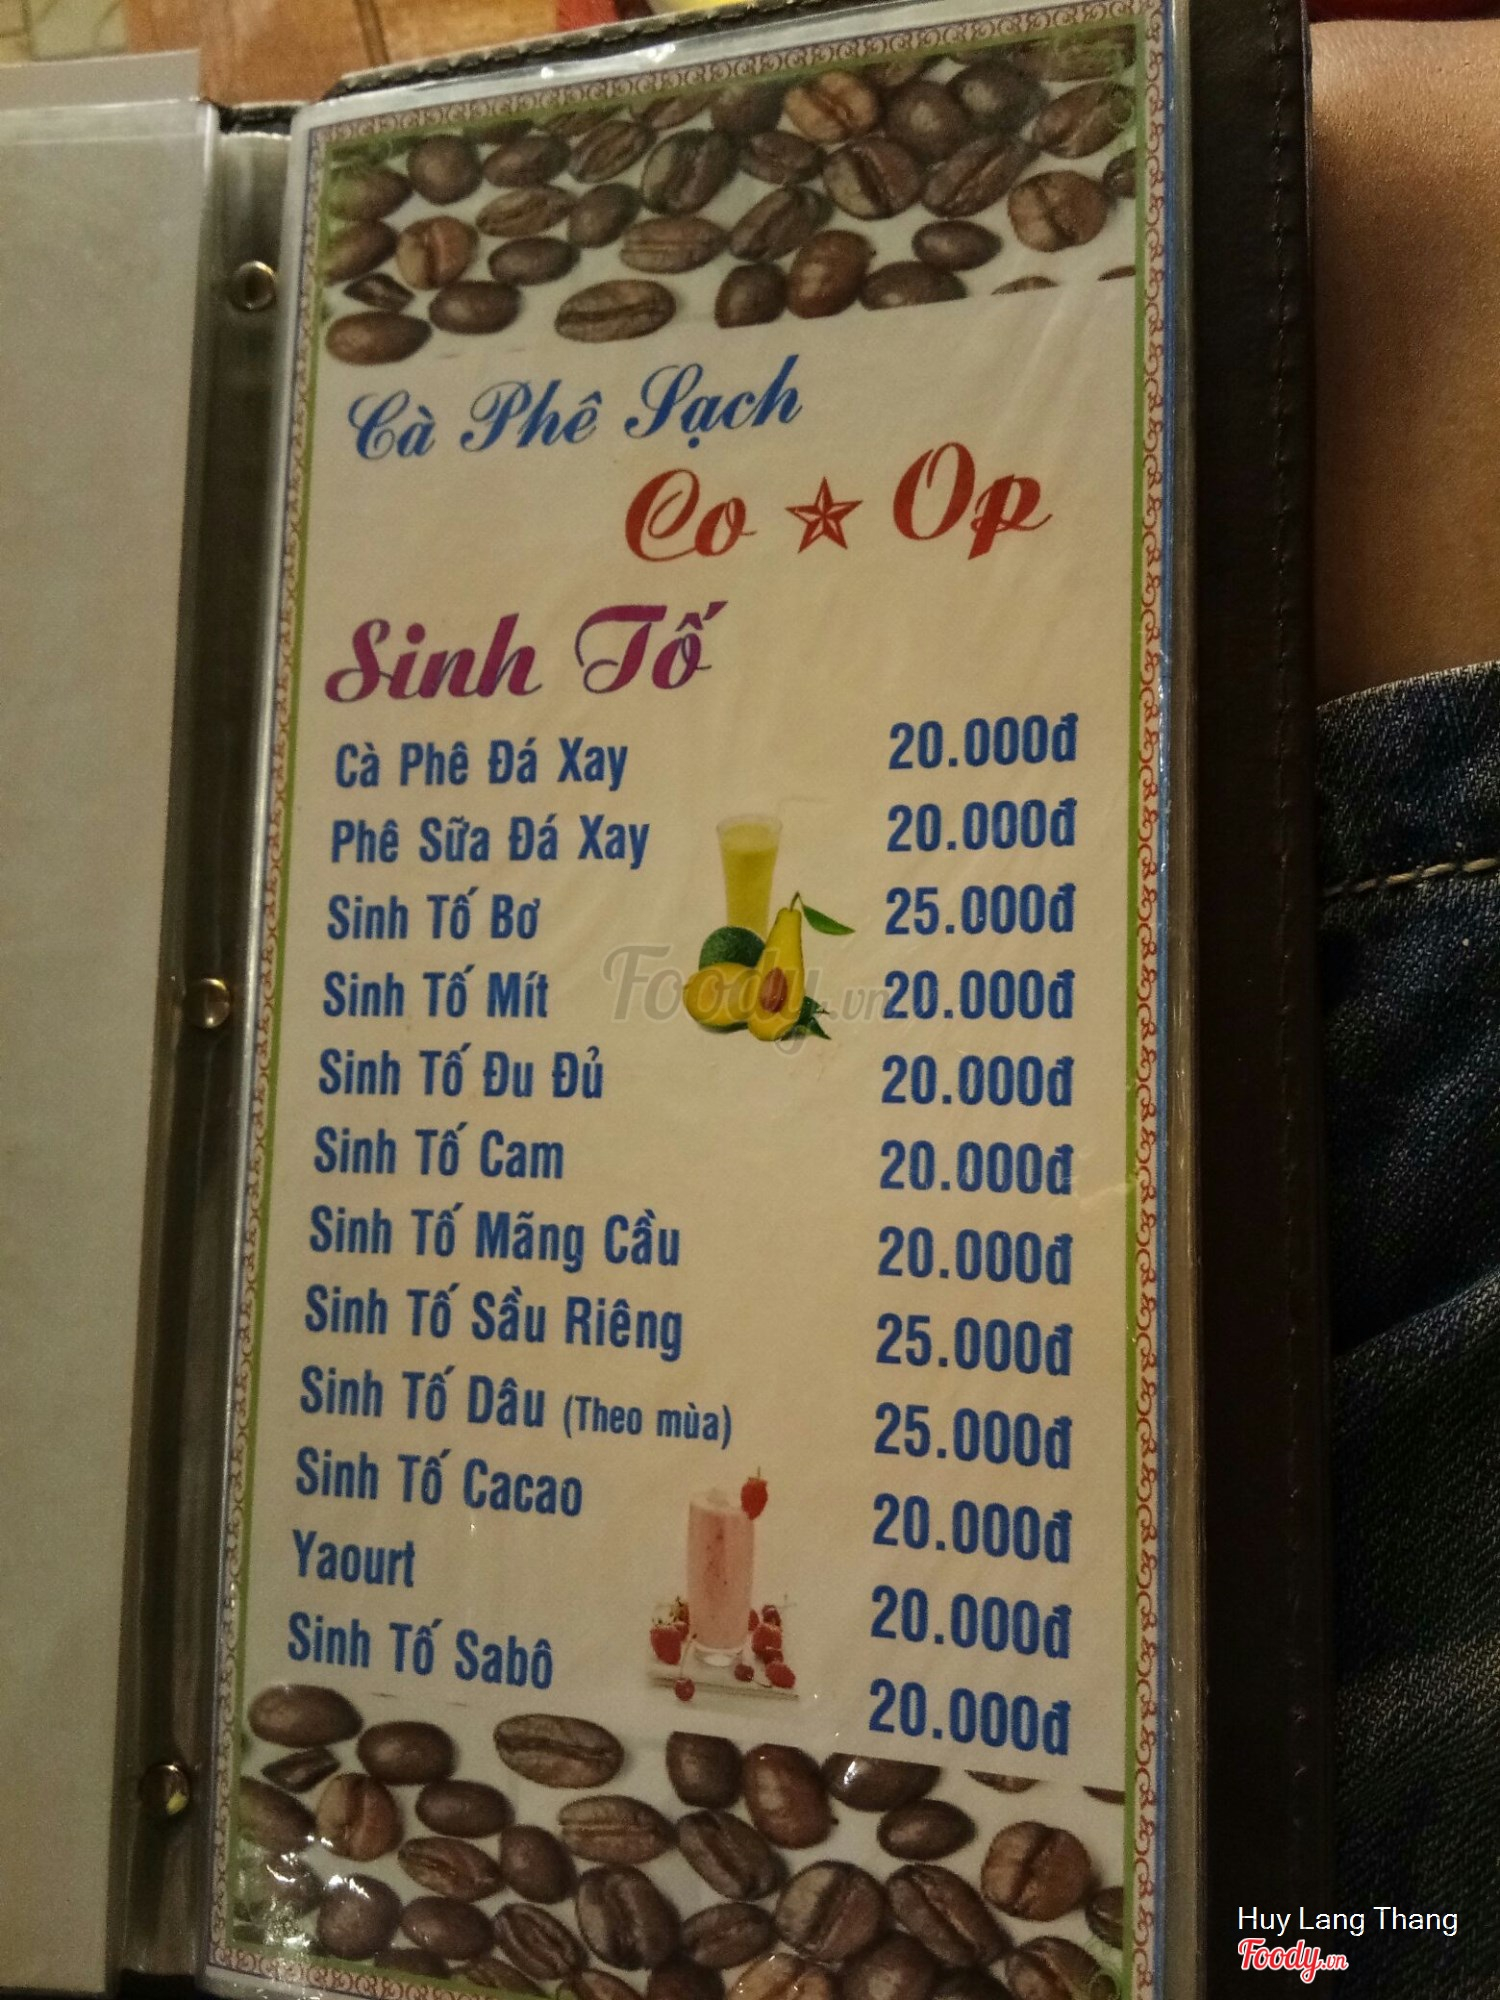 Cà Phê Sạch
Co ★ Op
Sinh Tố
Cà Phê Đá Xay 20.000đ
Phê Sữa Đá Xay 20.000đ
Sinh Tố Bơ 25.000đ
Sinh Tố Mít 20.000đ
Sinh Tố Đu Đủ 20.000đ
Sinh Tố Cam 20.000đ
Sinh Tố Mãng Cầu 20.000đ
Sinh Tố Sầu Riêng 25.000đ
Sinh Tố Dâu (Theo mùa) 25.000đ
Sinh Tố Cacao 20.000đ
Yaourt 20.000đ
Sinh Tố Sabô 20.000đ
Foody.vn
Huy Lang Thang
Foody.vn